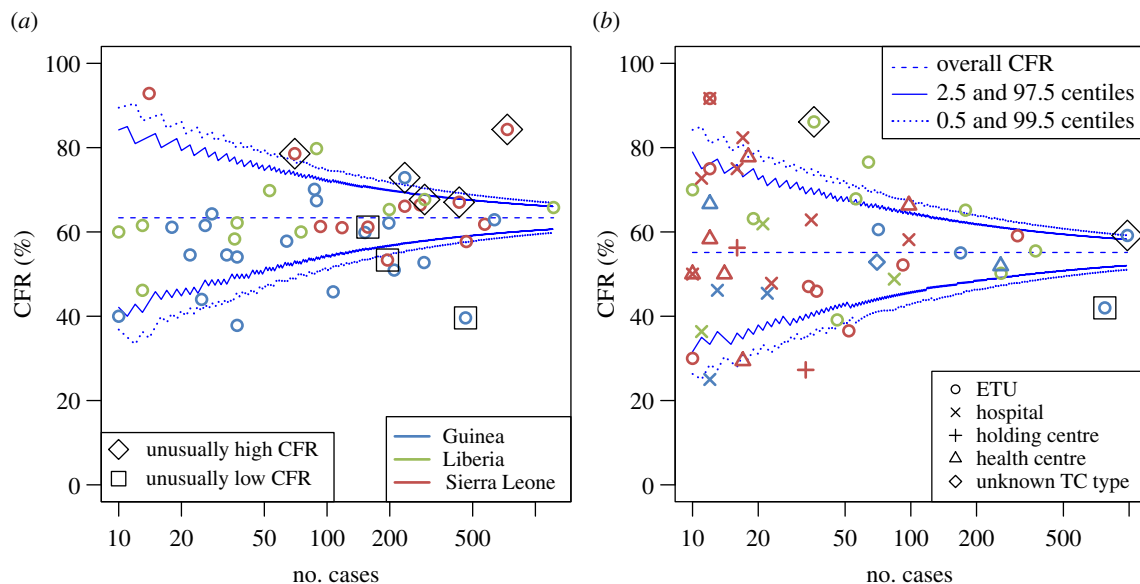 (a)
(b)
100
80
60
40
20
0
CFR (%)
10
20
50
100
200
500
no. cases
unusually high CFR
unusually low CFR
Guinea
Liberia
Sierra Leone
100
80
60
40
20
0
CFR (%)
10
20
50
100
200
500
no. cases
overall CFR
2.5 and 97.5 centiles
0.5 and 99.5 centiles
ETU
hospital
holding centre
health centre
unknown TC type